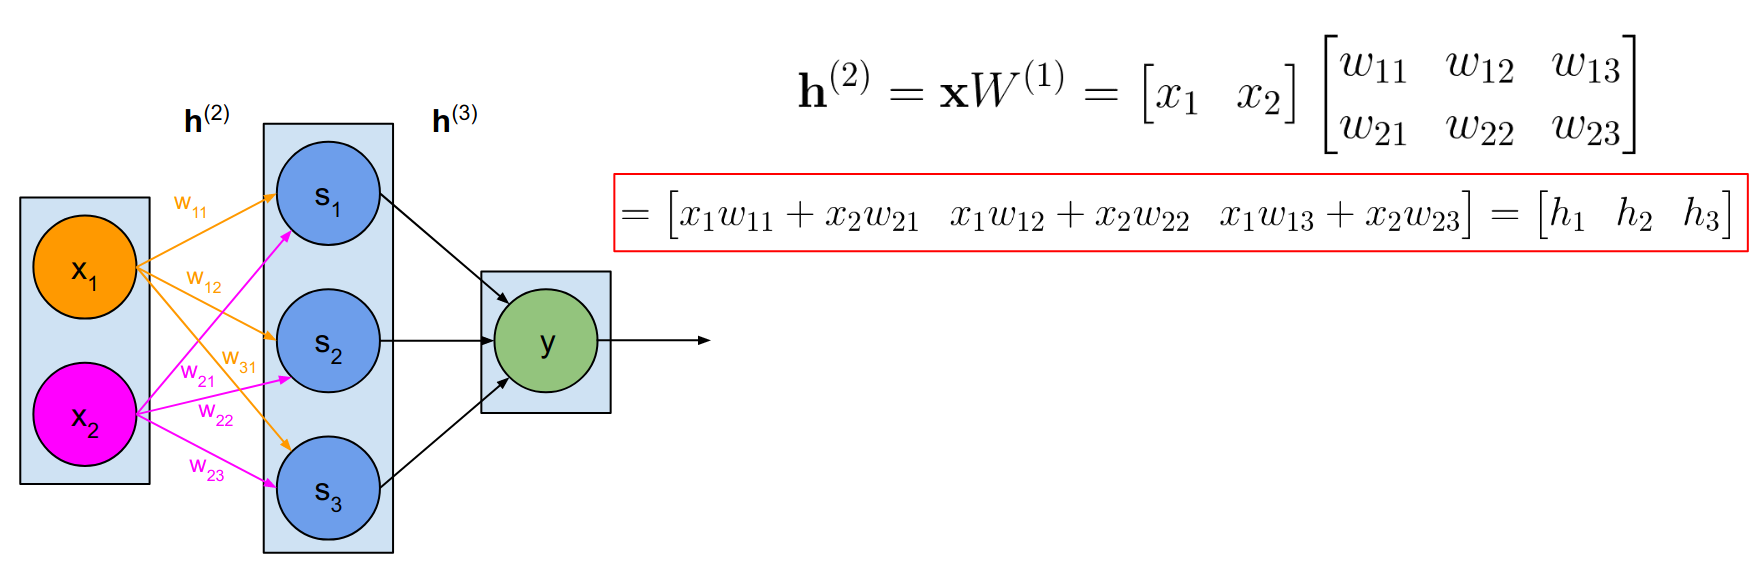 h(2) = xW(1) = [x1 x2] [w11 w12 w13
w21 w22 w23]
= [x1w11 + x2w21 x1w12 + x2w22 x1w13 + x2w23] = [h1 h2 h3]
h(2)
h(3)
x1
x2
w11
w12
w31
w21
w22
w23
s1
s2
s3
y